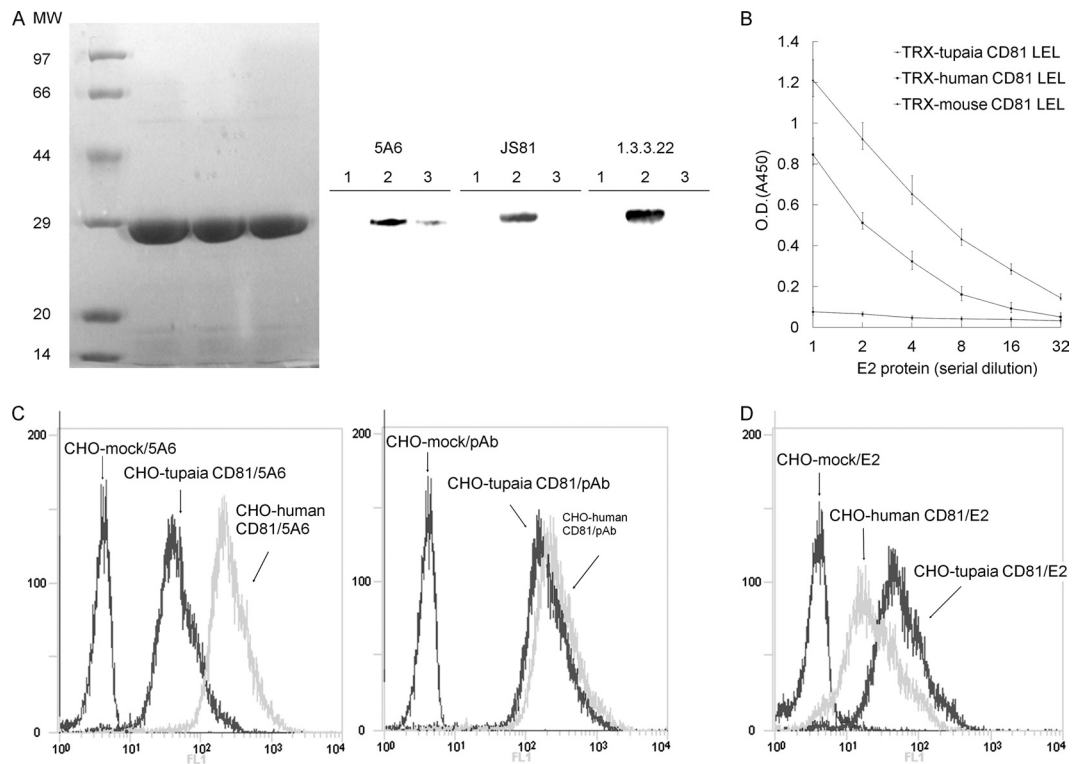 A
MW
97
66
44
29
20
14
5A6
JS81
1.3.3.22
1 2 3 1 2 3 1 2 3
B
O.D.(A450)
1.4
1.2
1
0.8
0.6
0.4
0.2
0
1 2 4 8 16 32
E2 protein (serial dilution)
TRX-tupaia CD81 LEL
TRX-human CD81 LEL
TRX-mouse CD81 LEL
C
200
100
0
CHO-mock/5A6
CHO-tupaia CD81/5A6
CHO-human
CD81/5A6
10⁰ 10¹ 10² 10³ 10⁴
FL1
200
100
0
CHO-mock/pAb
CHO-tupaia CD81/pAb
CHO-human
CD81/pAb
10⁰ 10¹ 10² 10³ 10⁴
FL1
D
200
100
0
CHO-mock/E2
CHO-human CD81/E2
CHO-tupaia CD81/E2
10⁰ 10¹ 10² 10³ 10⁴
FL1